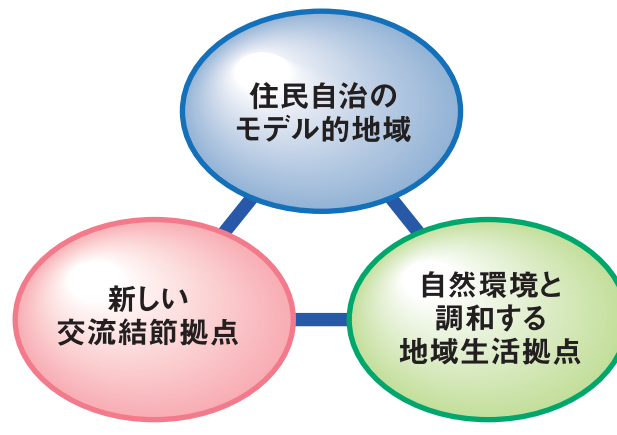 住民自治の
モデル的地域
新しい
交流結節拠点
自然環境と
調和する
地域生活拠点